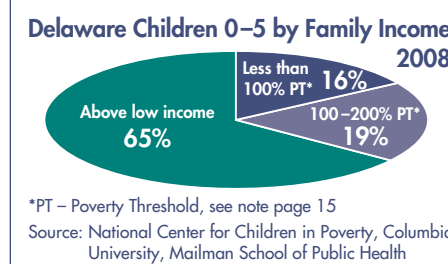 Delaware Children 0–5 by Family Income
2008
Less than
100% PT* 16%
100–200% PT*
19%
Above low income
65%
*PT – Poverty Threshold, see note page 15
Source: National Center for Children in Poverty, Columbia
University, Mailman School of Public Health